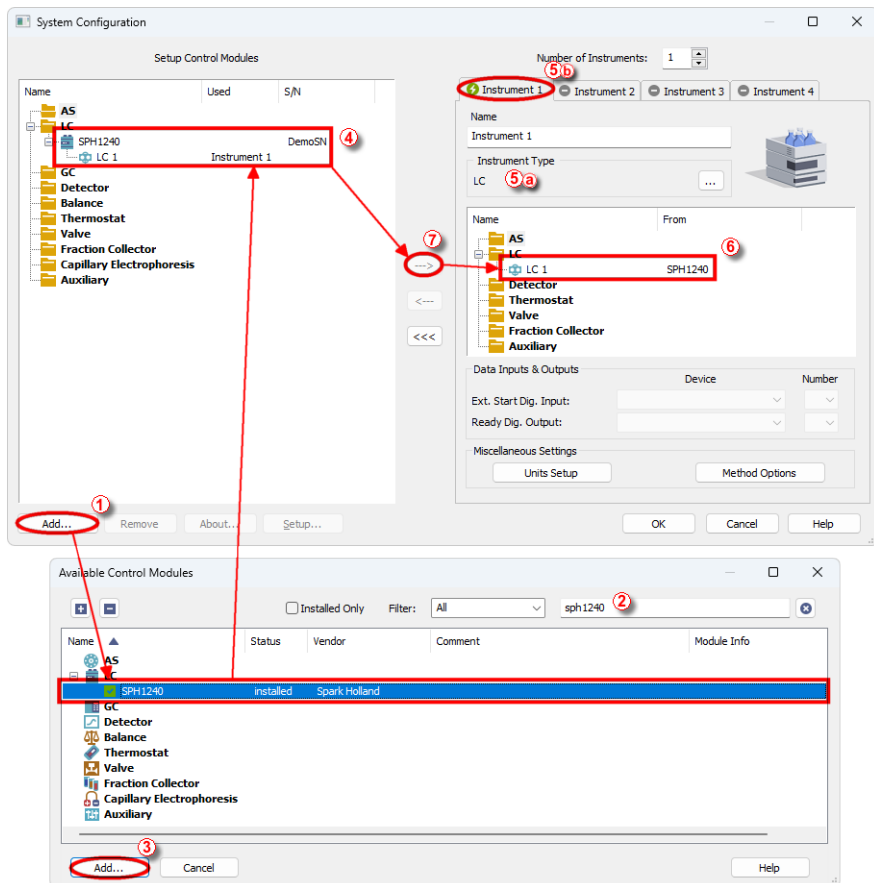 System Configuration
Setup Control Modules
Number of Instruments: 1
⑤ⓑ
Name Used S/N
AS
LC
SPH1240 DemoSN
LC 1 Instrument 1
④
GC
Detector
Balance
Thermostat
Valve
Fraction Collector
Capillary Electrophoresis
Auxiliary
⑦
--->
<---
<<<
Instrument 1 Instrument 2 Instrument 3 Instrument 4
Name
Instrument 1
Instrument Type
LC ⑤ⓐ ...
Name From
AS
⑥
LC
LC 1 SPH1240
Detector
Thermostat
Valve
Fraction Collector
Auxiliary
Data Inputs & Outputs
Device Number
Ext. Start Dig. Input:
Ready Dig. Output:
Miscellaneous Settings
Units Setup Method Options
①
Add... Remove About... Setup...
OK Cancel Help
Available Control Modules
Installed Only Filter: All sph1240 ②
Name Status Vendor Comment Module Info
AS
LC
SPH1240 installed Spark Holland
GC
Detector
Balance
Thermostat
Valve
Fraction Collector
Capillary Electrophoresis
Auxiliary
③
Add... Cancel Help